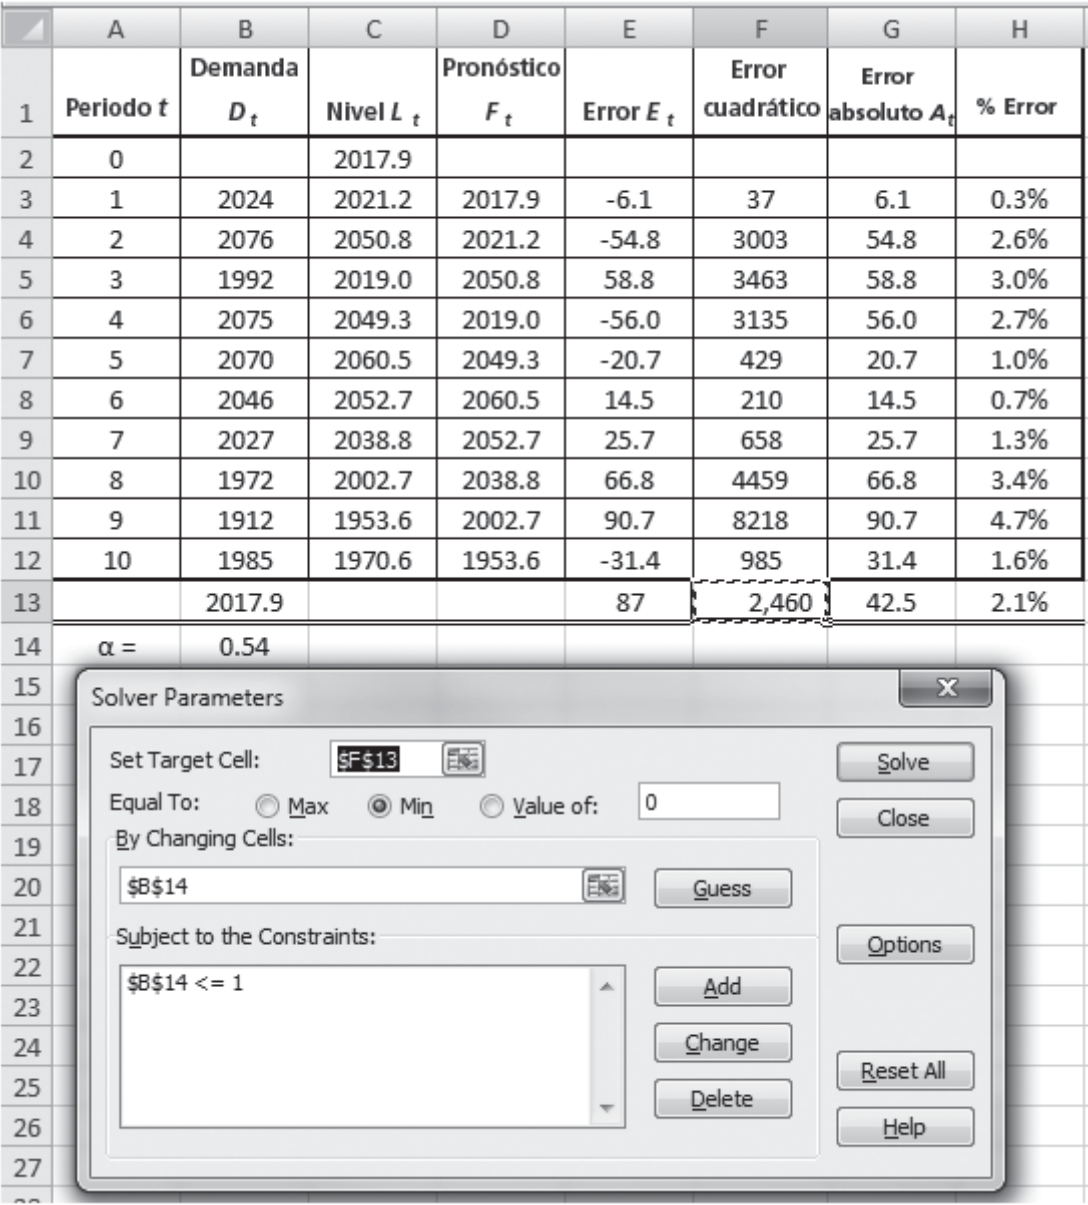 A B C D E F G H
1 Periodo t Demanda D t Nivel L t Pronóstico F t Error E t Error cuadrático Error absoluto A t % Error
2 0 2017.9
3 1 2024 2021.2 2017.9 -6.1 37 6.1 0.3%
4 2 2076 2050.8 2021.2 -54.8 3003 54.8 2.6%
5 3 1992 2019.0 2050.8 58.8 3463 58.8 3.0%
6 4 2075 2049.3 2019.0 -56.0 3135 56.0 2.7%
7 5 2070 2060.5 2049.3 -20.7 429 20.7 1.0%
8 6 2046 2052.7 2060.5 14.5 210 14.5 0.7%
9 7 2027 2038.8 2052.7 25.7 658 25.7 1.3%
10 8 1972 2002.7 2038.8 66.8 4459 66.8 3.4%
11 9 1912 1953.6 2002.7 90.7 8218 90.7 4.7%
12 10 1985 1970.6 1953.6 -31.4 985 31.4 1.6%
13 2017.9 87 2,460 42.5 2.1%
14 α = 0.54
15
16
17
18
19
20
21
22
23
24
25
26
27
Solver Parameters
Set Target Cell: $F$13 Solve
Equal To: Max Min Value of: 0 Close
By Changing Cells:
$B$14 Guess
Subject to the Constraints: Options
$B$14 <= 1 Add
Change
Reset All
Delete
Help